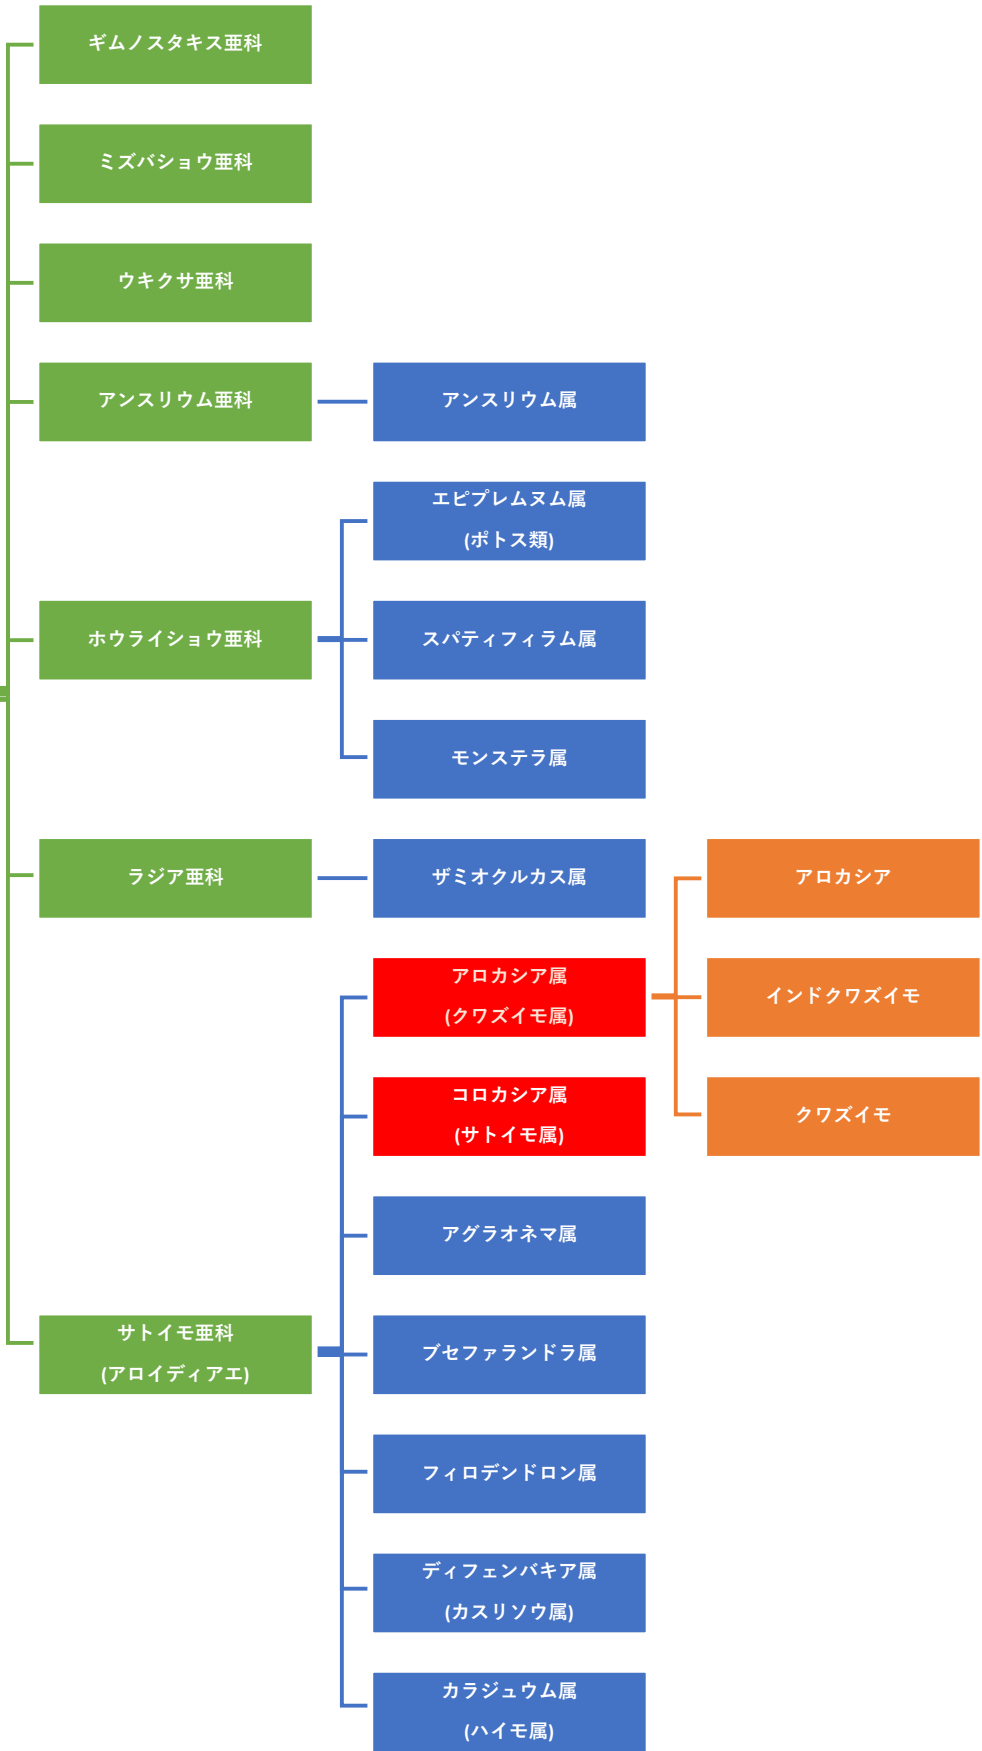 ギムノスタキス亜科
ミズバショウ亜科
ウキクサ亜科
アンスリウム亜科
アンスリウム属
エピプレムヌム属
(ポトス類)
ホウライショウ亜科
スパティフィラム属
モンステラ属
ラジア亜科
ザミオクルカス属
アロカシア
アロカシア属
(クワズイモ属)
インドクワズイモ
コロカシア属
(サトイモ属)
クワズイモ
アグラオネマ属
サトイモ亜科
(アロイディアエ)
ブセファランドラ属
フィロデンドロン属
ディフェンバキア属
(カスリソウ属)
カラジュウム属
(ハイモ属)